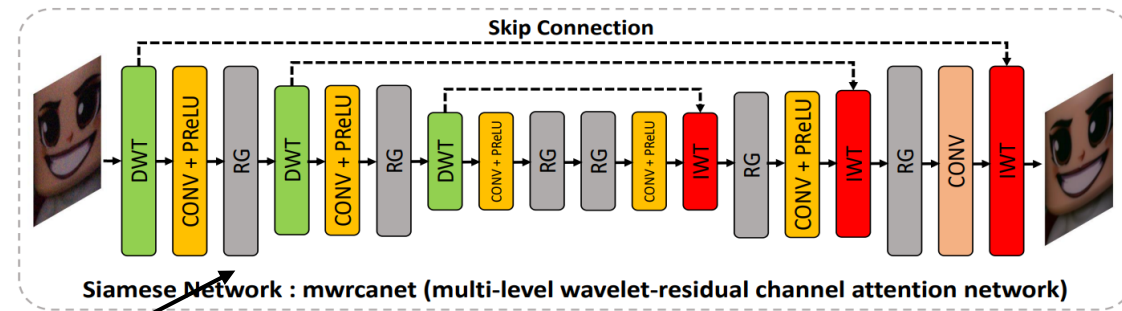 Skip Connection
DWT
CONV + PReLU
RG
DWT
CONV + PReLU
RG
DWT
CONV + PReLU
RG
RG
CONV + PReLU
IWT
RG
CONV + PReLU
IWT
RG
CONV
IWT
Siamese Network : mwrcanet (multi-level wavelet-residual channel attention network)